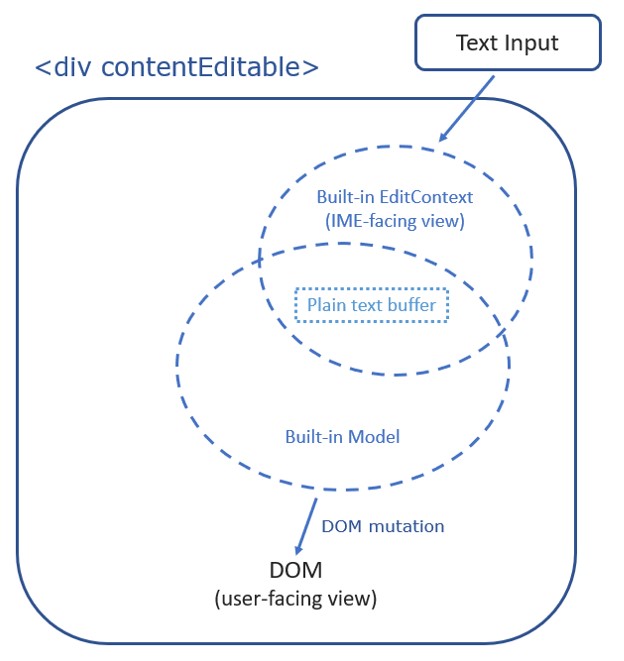 Text Input
<div contentEditable>
Built-in EditContext
(IME-facing view)
Plain text buffer
Built-in Model
DOM mutation
DOM
(user-facing view)